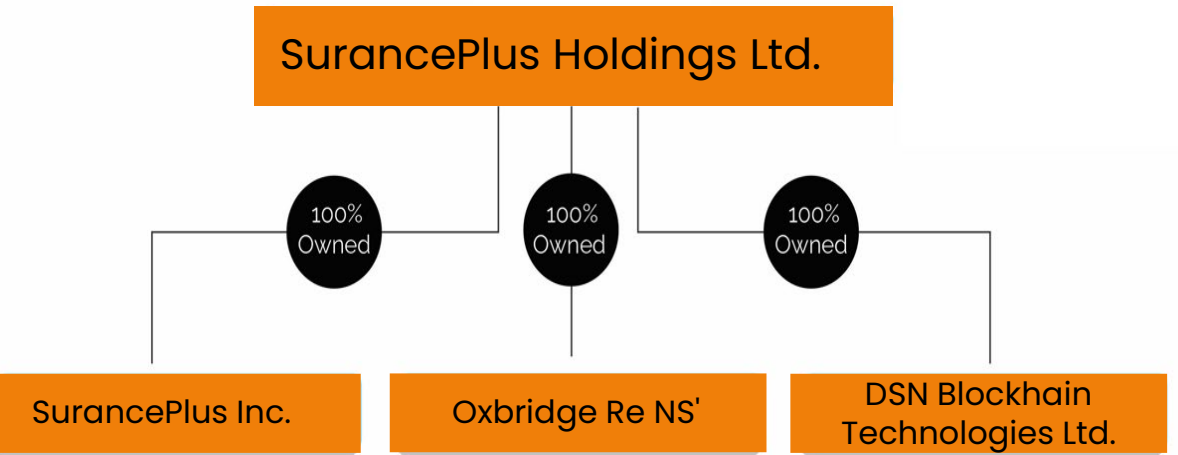 SurancePlus Holdings Ltd.
100%
Owned
100%
Owned
100%
Owned
SurancePlus Inc.
Oxbridge Re NS'
DSN Blockhain
Technologies Ltd.